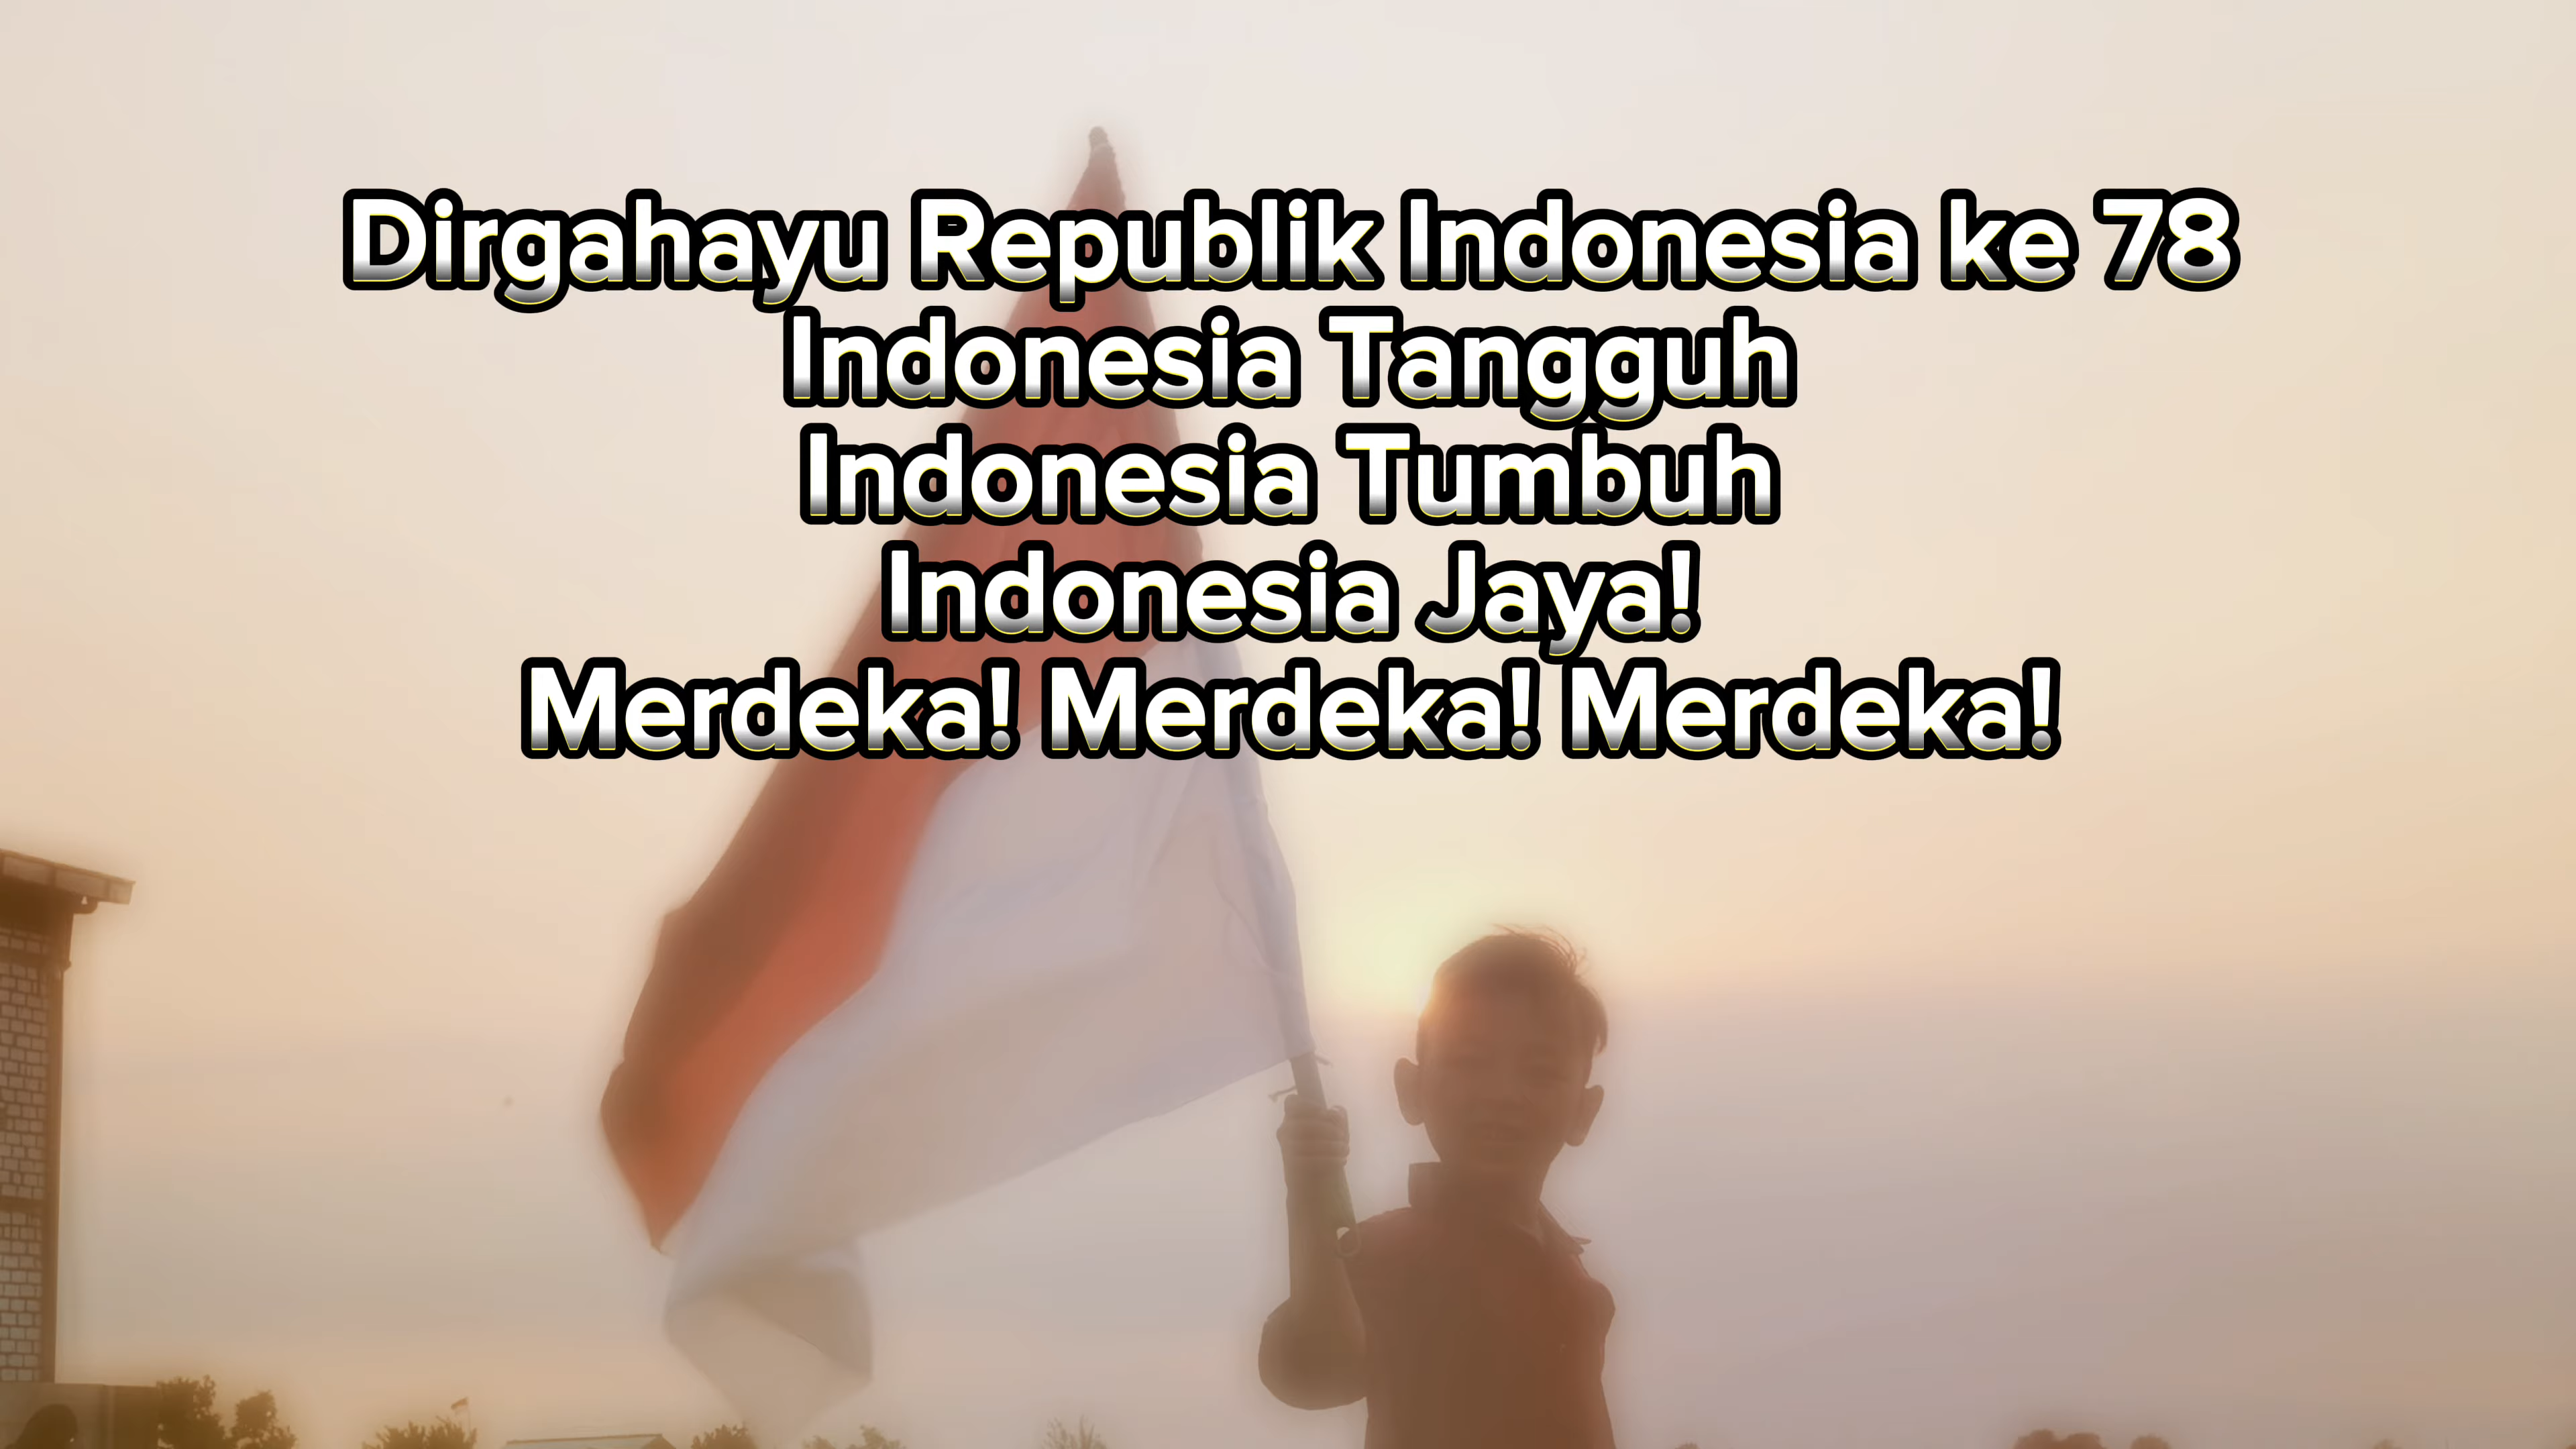 Dirgahayu Republik Indonesia ke 78
Indonesia Tangguh
Indonesia Tumbuh
Indonesia Jaya!
Merdeka! Merdeka! Merdeka!